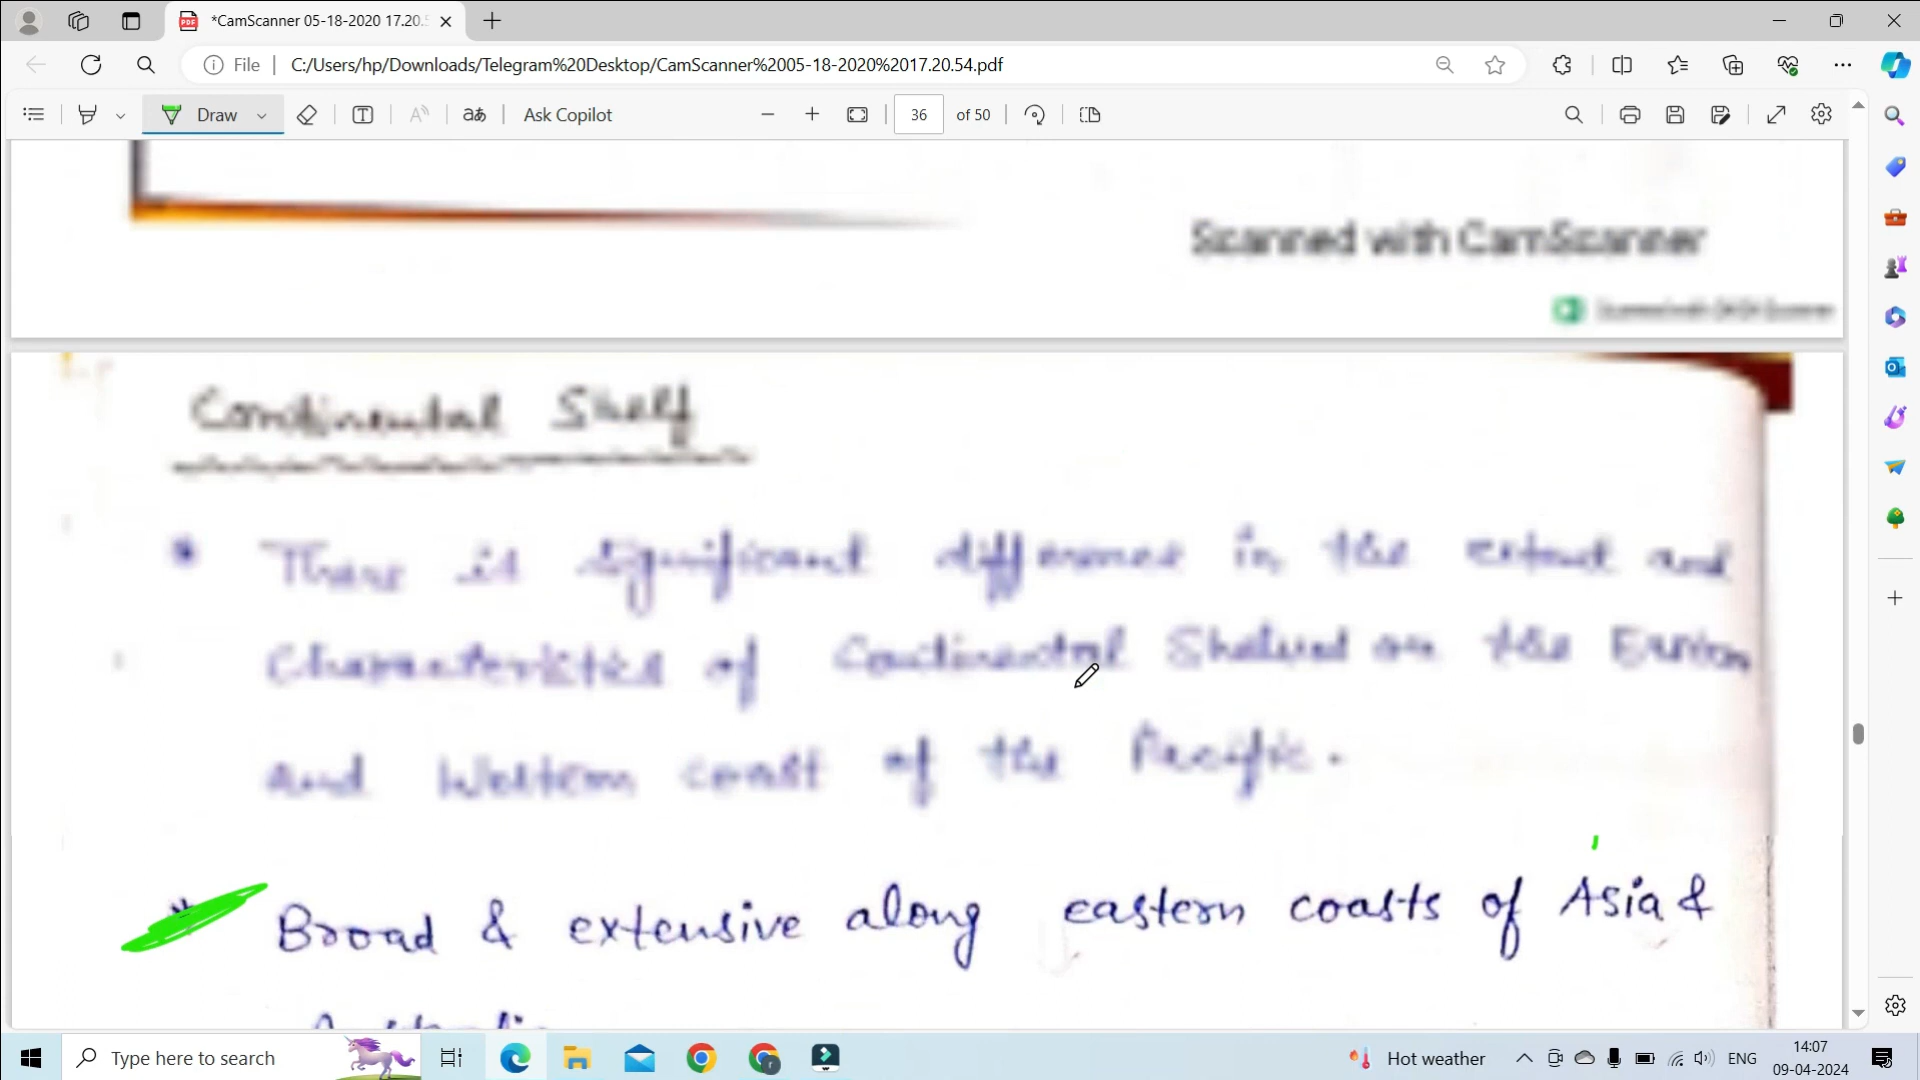 *CamScanner 05-18-2020 17.20.5
File
C:/Users/hp/Downloads/Telegram%20Desktop/CamScanner%2005-18-2020%2017.20.54.pdf
Draw
Ask Copilot
36 of 50
ENG
Scanned with CamScanner
Continental Shelf
* There is significant difference in the extent and
Characteristics of Continental Shelves on the
and Western coast of the Pacific.
* Broad & extensive along eastern coasts of Asia &
Type here to search
Hot weather
14:07
09-04-2024